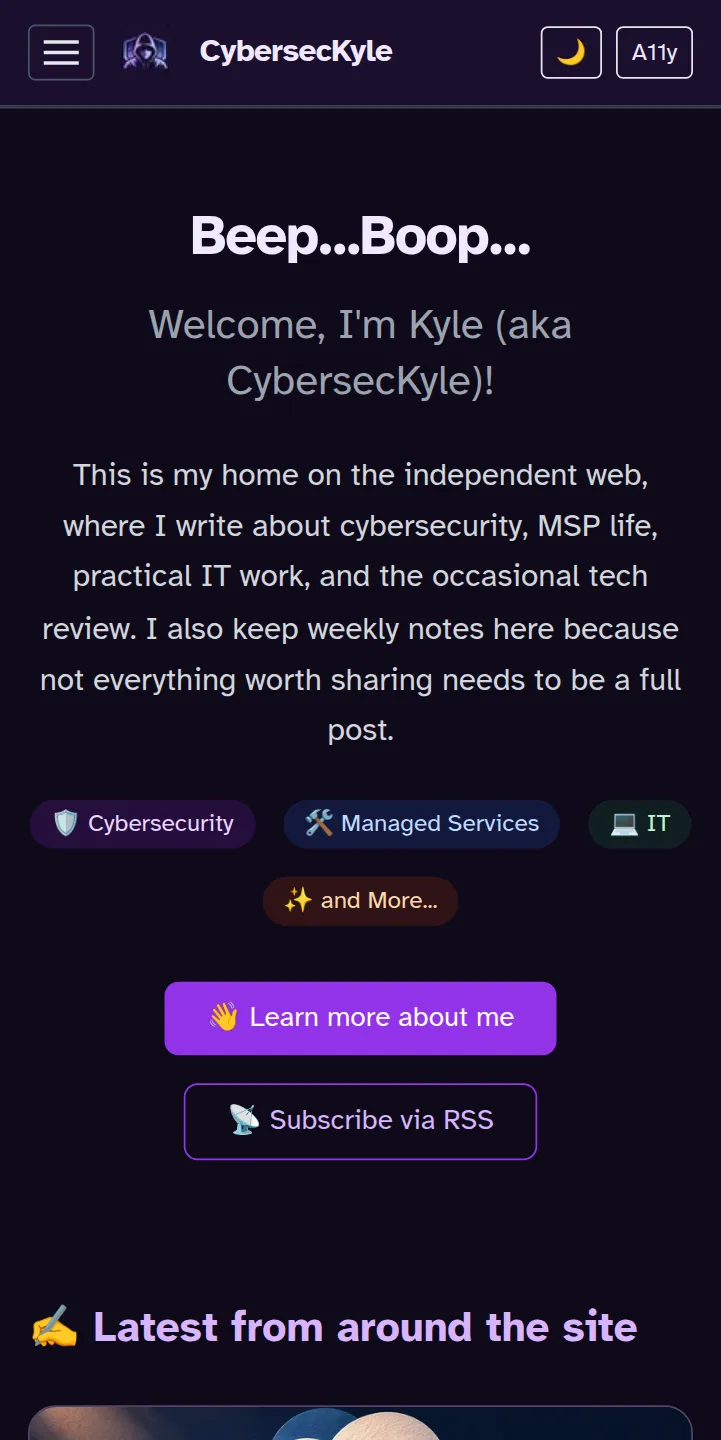 CybersecKyle
🌙
A11y
Beep...Boop...
Welcome, I'm Kyle (aka
CybersecKyle)!
This is my home on the independent web,
where I write about cybersecurity, MSP life,
practical IT work, and the occasional tech
review. I also keep weekly notes here because
not everything worth sharing needs to be a full
post.
🛡️ Cybersecurity
🛠️ Managed Services
💻 IT
✨ and More...
👋 Learn more about me
📡 Subscribe via RSS
✍️ Latest from around the site